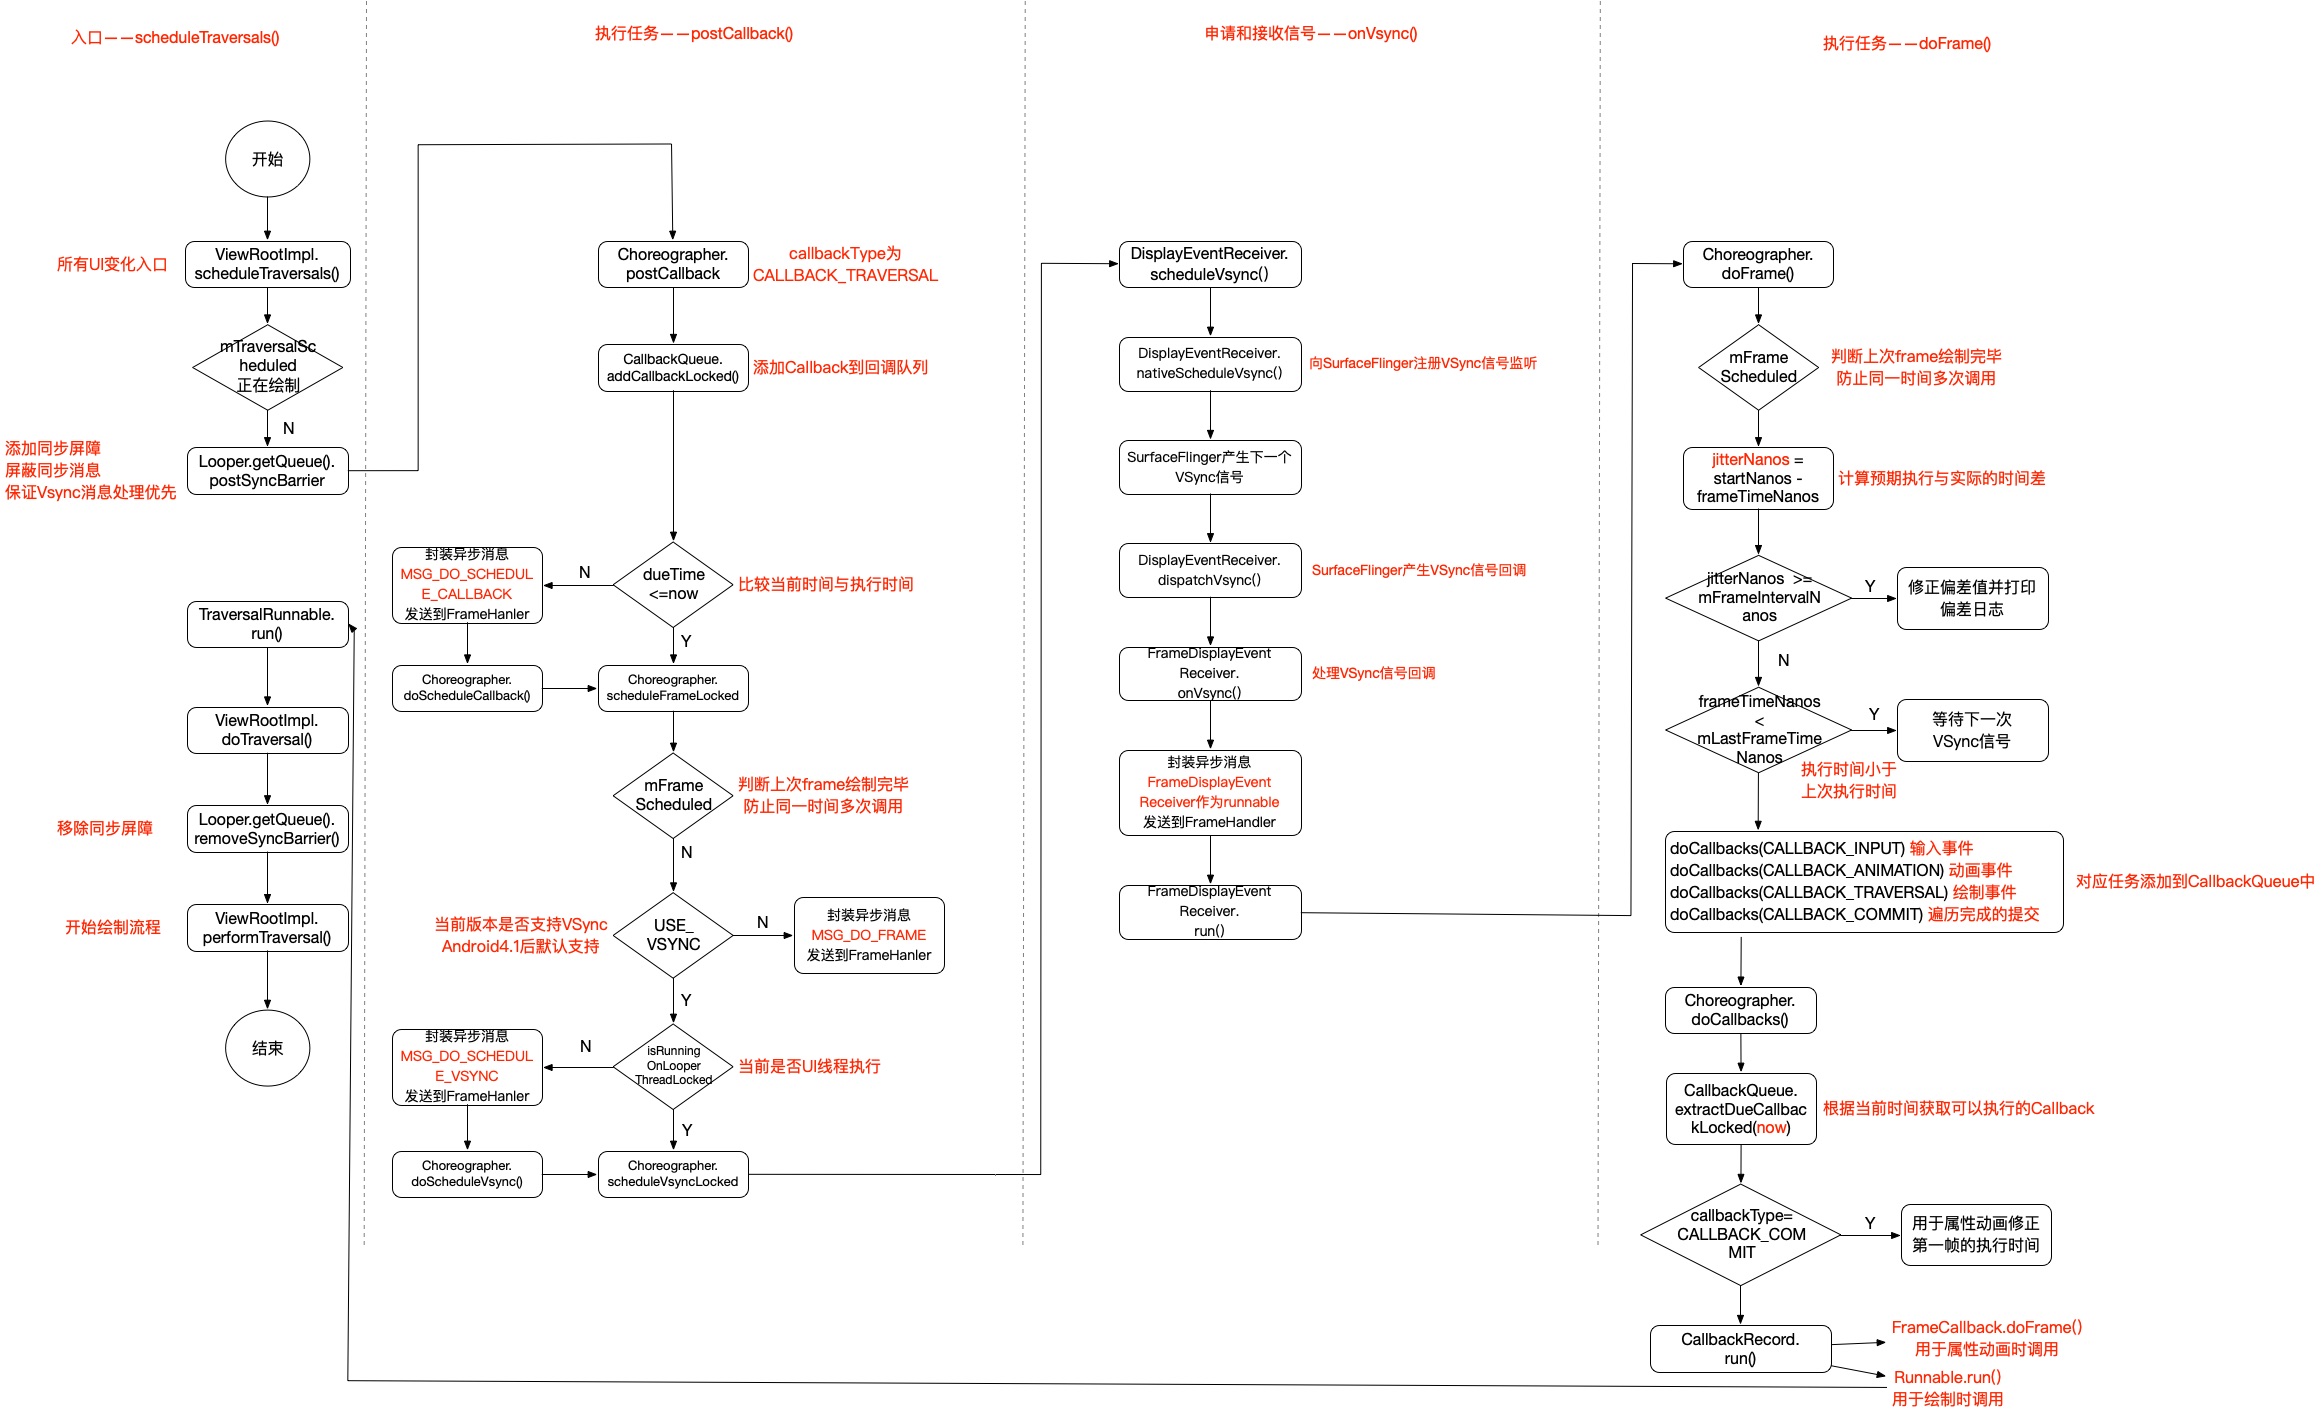 入口——scheduleTraversals()
开始
所有UI变化入口
ViewRootImpl.
scheduleTraversals()
mTraversalSc
heduled
正在绘制
N
添加同步屏障
屏蔽同步消息
保证Vsync消息处理优先
Looper.getQueue().
postSyncBarrier
TraversalRunnable.
run()
ViewRootImpl.
doTraversal()
移除同步屏障
Looper.getQueue().
removeSyncBarrier()
开始绘制流程
ViewRootImpl.
performTraversal()
结束
执行任务——postCallback()
Choreographer.
postCallback
callbackType为
CALLBACK_TRAVERSAL
CallbackQueue.
addCallbackLocked()
添加Callback到回调队列
dueTime
<=now
比较当前时间与执行时间
N
封装异步消息
MSG_DO_SCHEDUL
E_CALLBACK
发送到FrameHanler
Y
Choreographer.
doScheduleCallback()
Choreographer.
scheduleFrameLocked
mFrame
Scheduled
判断上次frame绘制完毕
防止同一时间多次调用
N
当前版本是否支持VSync
Android4.1后默认支持
USE_
VSYNC
N
封装异步消息
MSG_DO_FRAME
发送到FrameHanler
Y
isRunning
OnLooper
ThreadLocked
当前是否UI线程执行
N
封装异步消息
MSG_DO_SCHEDUL
E_VSYNC
发送到FrameHanler
Y
Choreographer.
doScheduleVsync()
Choreographer.
scheduleVsyncLocked
申请和接收信号——onVsync()
DisplayEventReceiver.
scheduleVsync()
DisplayEventReceiver.
nativeScheduleVsync()
向SurfaceFlinger注册VSync信号监听
SurfaceFlinger产生下一个
VSync信号
DisplayEventReceiver.
dispatchVsync()
SurfaceFlinger产生VSync信号回调
FrameDisplayEvent
Receiver.
onVsync()
处理VSync信号回调
封装异步消息
FrameDisplayEvent
Receiver作为runnable
发送到FrameHandler
FrameDisplayEvent
Receiver.
run()
执行任务——doFrame()
Choreographer.
doFrame()
mFrame
Scheduled
判断上次frame绘制完毕
防止同一时间多次调用
jitterNanos =
startNanos -
frameTimeNanos
计算预期执行与实际的时间差
jitterNanos >=
mFrameIntervalN
anos
Y
修正偏差值并打印
偏差日志
N
frameTimeNanos
<
mLastFrameTime
Nanos
Y
等待下一次
VSync信号
执行时间小于
上次执行时间
doCallbacks(CALLBACK_INPUT) 输入事件
doCallbacks(CALLBACK_ANIMATION) 动画事件
doCallbacks(CALLBACK_TRAVERSAL) 绘制事件
doCallbacks(CALLBACK_COMMIT) 遍历完成的提交
对应任务添加到CallbackQueue中
Choreographer.
doCallbacks()
CallbackQueue.
extractDueCallbac
kLocked(now)
根据当前时间获取可以执行的Callback
callbackType=
CALLBACK_COM
MIT
Y
用于属性动画修正
第一帧的执行时间
CallbackRecord.
run()
FrameCallback.doFrame()
用于属性动画时调用
Runnable.run()
用于绘制时调用